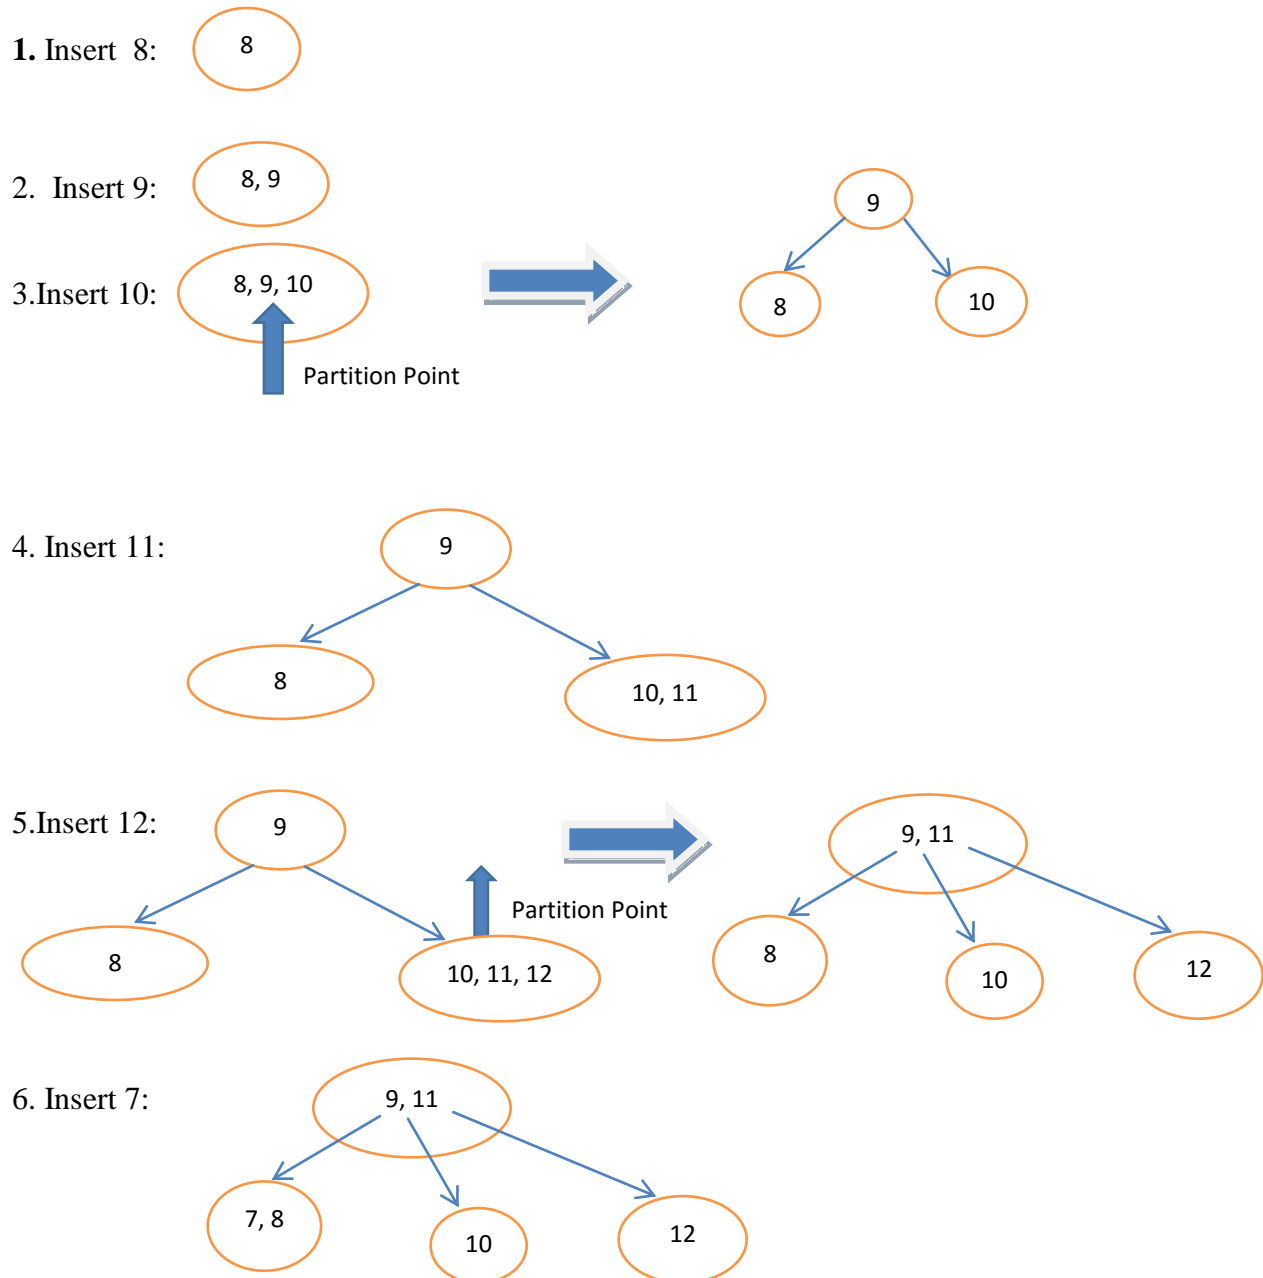 1. Insert 8:
8
2. Insert 9:
8, 9
3.Insert 10:
8, 9, 10
Partition Point
9
8
10
4. Insert 11:
9
8
10, 11
5.Insert 12:
9
8
10, 11, 12
Partition Point
9, 11
8
10
12
6. Insert 7:
9, 11
7, 8
10
12